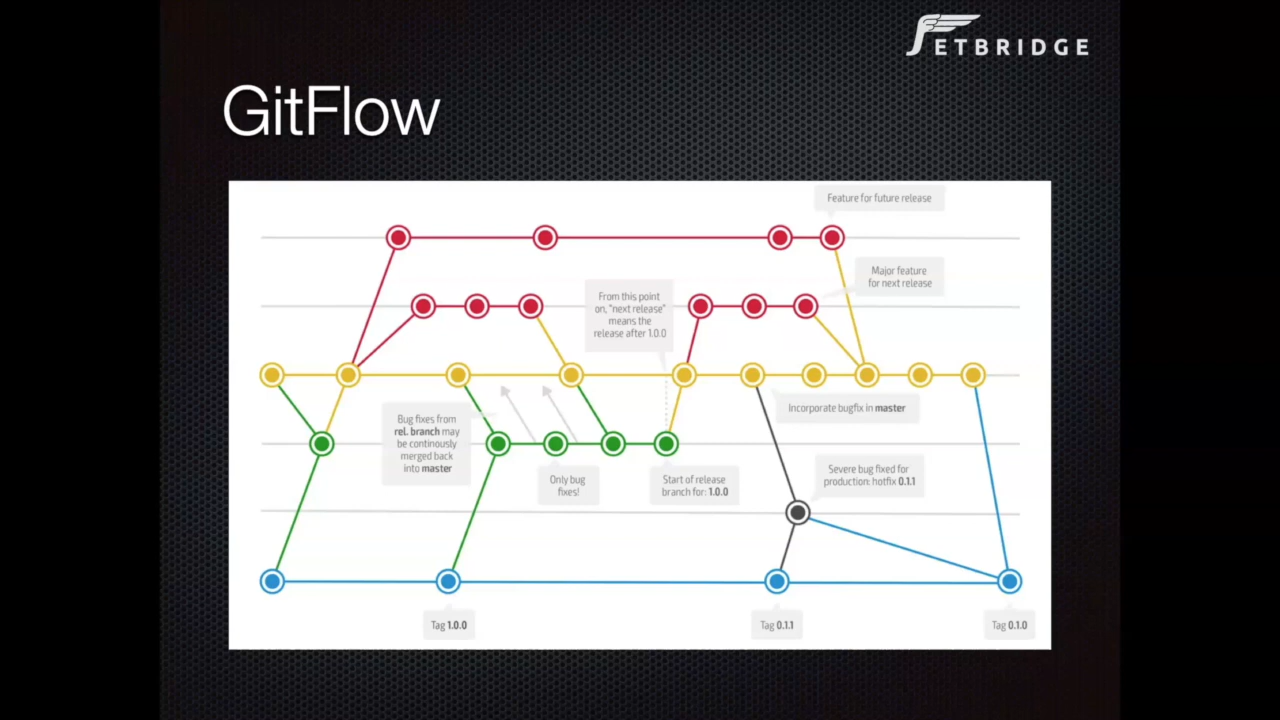 JETBRIDGE
GitFlow
Feature for future release
Major feature
for next release
From this point
on, “next release”
means the
release after 1.0.0
Incorporate bugfix in master
Bug fixes from
rel. branch may
be continously
merged back
into master
Only bug
fixes!
Start of release
branch for: 1.0.0
Severe bug fixed for
production: hotfix 0.1.1
Tag 1.0.0
Tag 0.1.1
Tag 0.1.0